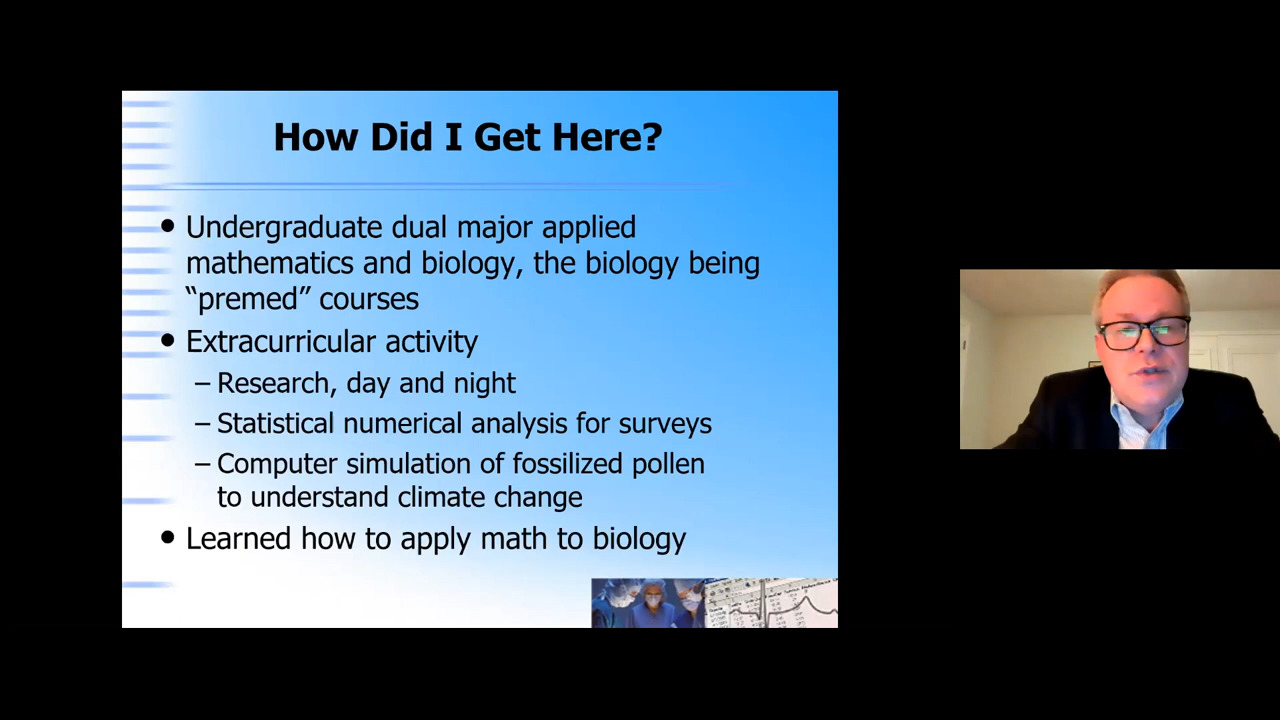 How Did I Get Here?
• Undergraduate dual major applied
mathematics and biology, the biology being
“premed” courses
• Extracurricular activity
– Research, day and night
– Statistical numerical analysis for surveys
– Computer simulation of fossilized pollen
to understand climate change
• Learned how to apply math to biology